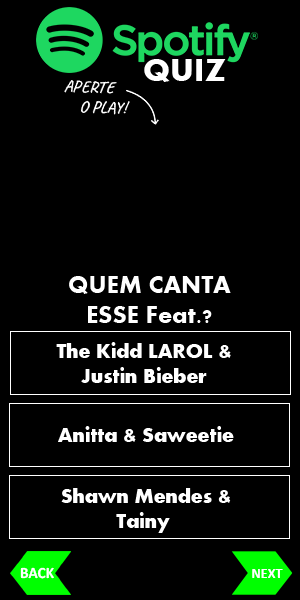 Spotify®
QUIZ
APERTE
O PLAY!
QUEM CANTA
ESSE Feat.?
The Kidd LAROL &
Justin Bieber
Anitta & Saweetie
Shawn Mendes &
Tainy
BACK
NEXT